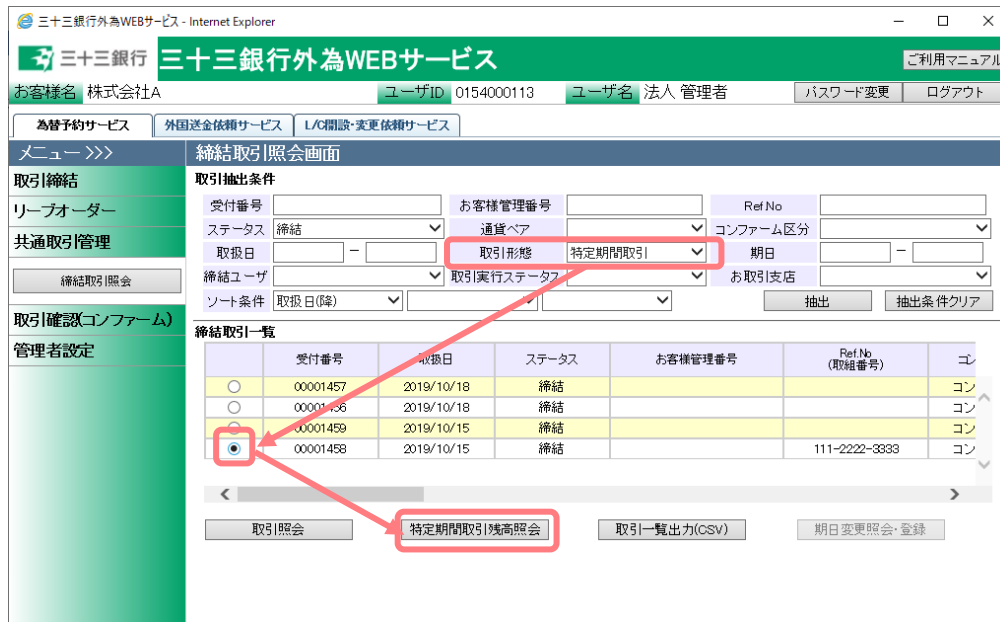 三十三銀行外為WEBサービス - Internet Explorer
三十三銀行 三十三銀行外為WEBサービス ご利用マニュアル
お客様名 株式会社A ユーザID 0154000113 ユーザ名 法人 管理者 パスワード変更 ログアウト
為替予約サービス 外国送金依頼サービス L/C開設・変更依頼サービス
メニュー >>> 締結取引照会画面
取引締結
リーブオーダー
共通取引管理
締結取引照会
取引確認(コンファーム)
管理者設定
取引抽出条件
受付番号 お客様管理番号 Ref.No
ステータス 締結 通貨ペア コンファーム区分
取扱日 - 取引形態 特定期間取引 期日 -
締結ユーザ 取引実行ステータス お取引支店
ソート条件 取扱日(降) 抽出 抽出条件クリア
締結取引一覧
受付番号 取扱日 ステータス お客様管理番号 Ref.No コン
(取組番号)
00001457 2019/10/18 締結 コン
00001456 2019/10/18 締結 コン
00001459 2019/10/15 締結 コン
00001458 2019/10/15 締結 111-2222-3333 コン
取引照会 特定期間取引残高照会 取引一覧出力(CSV) 期日変更照会・登録